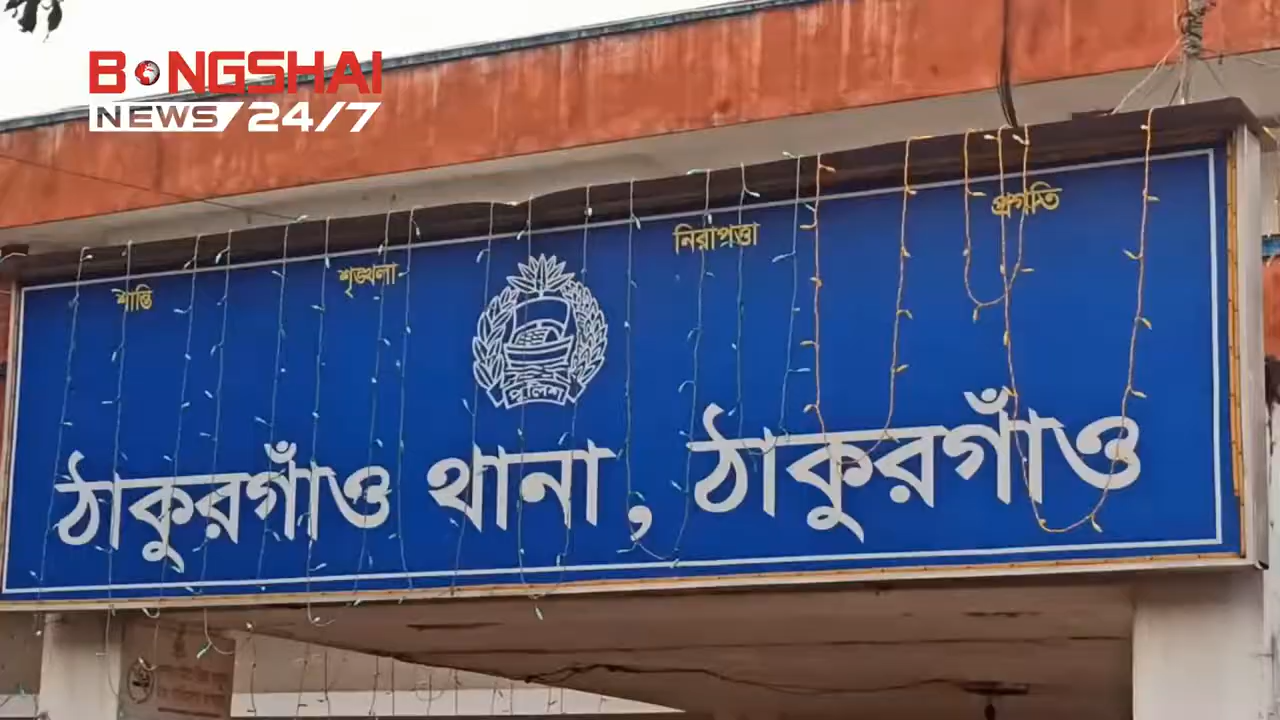 BONGSHAI
NEWS 24/7
শান্তি শৃঙ্খলা নিরাপত্তা প্রগতি
পুলিশ
ঠাকুরগাঁও থানা, ঠাকুরগাঁও